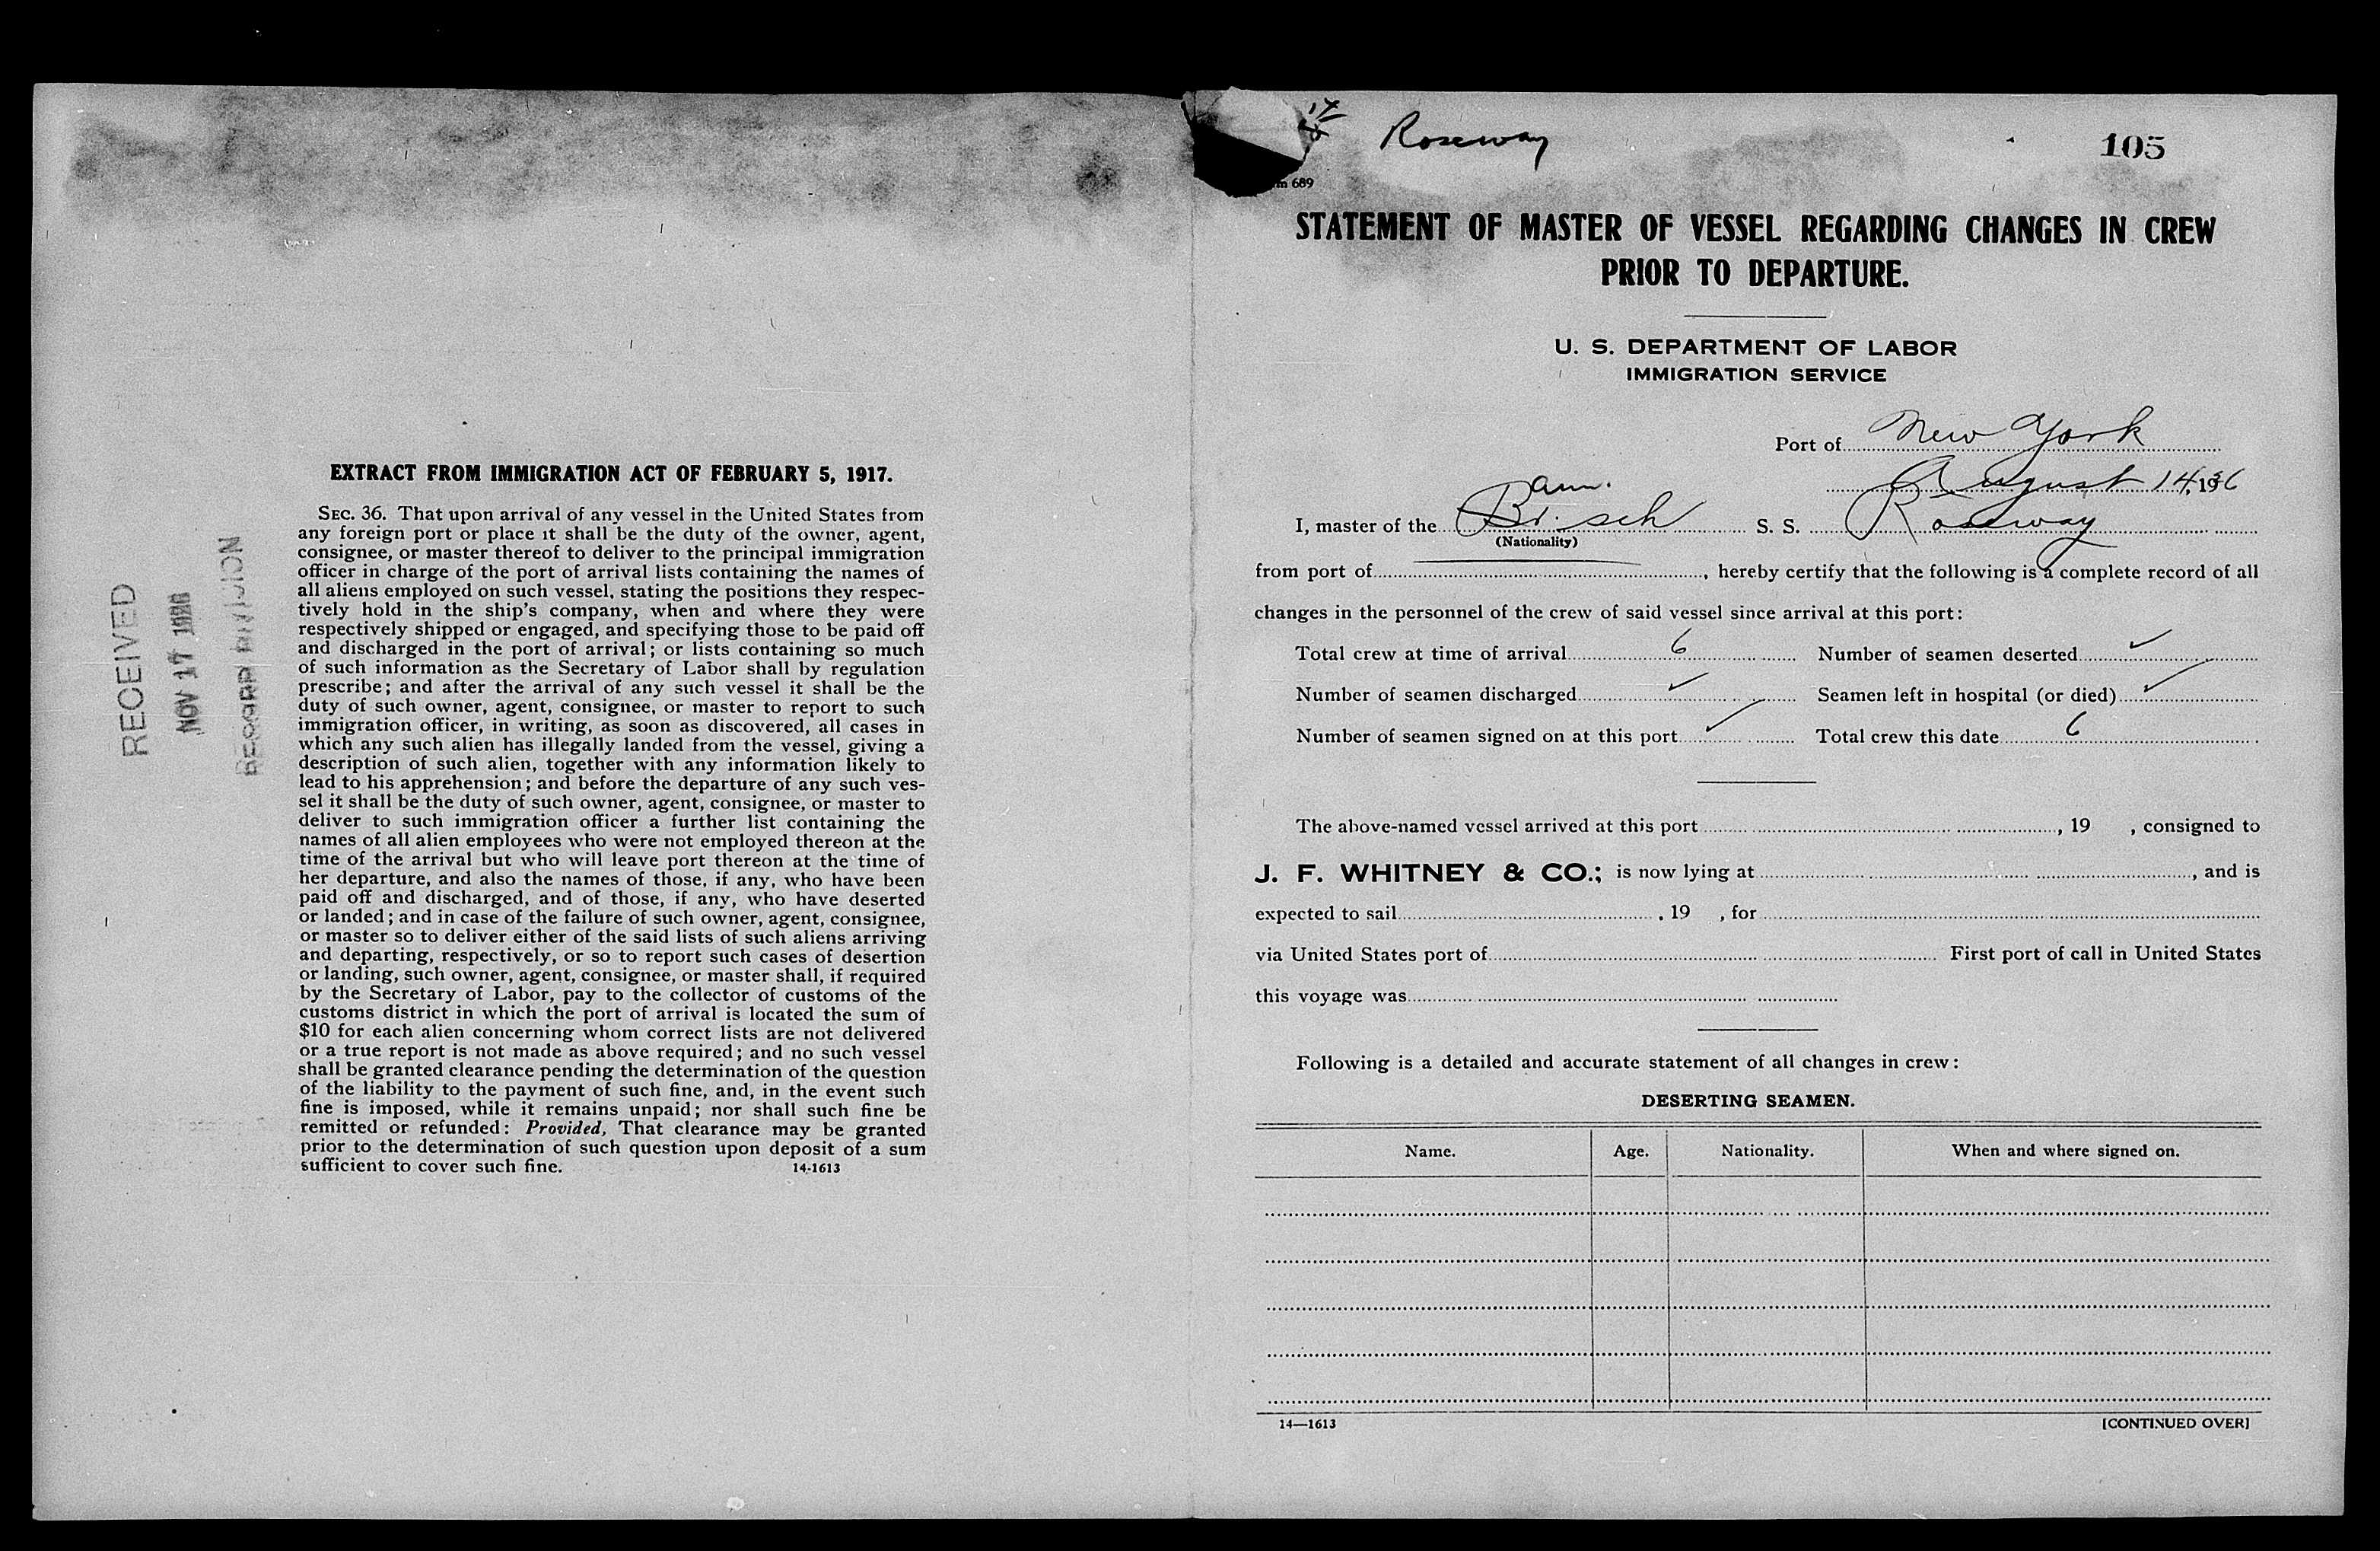 EXTRACT FROM IMMIGRATION ACT OF FEBRUARY 5, 1917.
SEC. 36. That upon arrival of any vessel in the United States from
any foreign port or place it shall be the duty of the owner, agent,
consignee, or master thereof to deliver to the principal immigration
officer in charge of the port of arrival lists containing the names of
all aliens employed on such vessel, stating the positions they respec-
tively hold in the ship's company, when and where they were
respectively shipped or engaged, and specifying those to be paid off
and discharged in the port of arrival; or lists containing so much
of such information as the Secretary of Labor shall by regulation
prescribe; and after the arrival of any such vessel it shall be the
duty of such owner, agent, consignee, or master to report to such
immigration officer, in writing, as soon as discovered, all cases in
which any such alien has illegally landed from the vessel, giving a
description of such alien, together with any information likely to
lead to his apprehension; and before the departure of any such ves-
sel it shall be the duty of such owner, agent, consignee, or master to
deliver to such immigration officer a further list containing the
names of all alien employees who were not employed thereon at the
time of the arrival but who will leave port thereon at the time of
her departure, and also the names of those, if any, who have been
paid off and discharged, and of those, if any, who have deserted
or landed; and in case of the failure of such owner, agent, consignee,
or master so to deliver either of the said lists of such aliens arriving
and departing, respectively, or so to report such cases of desertion
or landing, such owner, agent, consignee, or master shall, if required
by the Secretary of Labor, pay to the collector of customs of the
customs district in which the port of arrival is located the sum of
$10 for each alien concerning whom correct lists are not delivered
or a true report is not made as above required; and no such vessel
shall be granted clearance pending the determination of the question
of the liability to the payment of such fine, and, in the event such
fine is imposed, while it remains unpaid; nor shall such fine be
remitted or refunded: Provided, That clearance may be granted
prior to the determination of such question upon deposit of a sum
sufficient to cover such fine. 14-1613
RECEIVED
NOV 17 1926
RECORD DIVISION
Roseway
105
689
STATEMENT OF MASTER OF VESSEL REGARDING CHANGES IN CREW
PRIOR TO DEPARTURE.
U. S. DEPARTMENT OF LABOR
IMMIGRATION SERVICE
Port of New York
August 14, 1936
Am.
I, master of the Br. sch S. S. Roseway
(Nationality)
from port of , hereby certify that the following is a complete record of all
changes in the personnel of the crew of said vessel since arrival at this port:
Total crew at time of arrival 6 Number of seamen deserted ✓
Number of seamen discharged ✓ Seamen left in hospital (or died) ✓
Number of seamen signed on at this port ✓ Total crew this date 6
The above-named vessel arrived at this port , 19 , consigned to
J. F. WHITNEY & CO.; is now lying at , and is
expected to sail , 19 , for
via United States port of First port of call in United States
this voyage was
Following is a detailed and accurate statement of all changes in crew:
DESERTING SEAMEN.
Name. Age. Nationality. When and where signed on.
14—1613 [CONTINUED OVER]